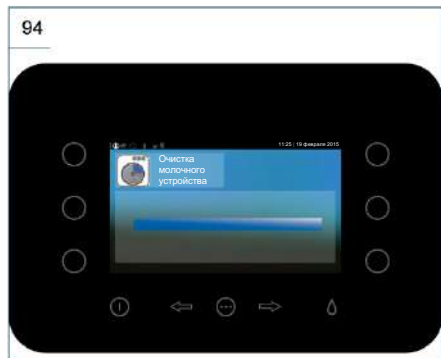 94
11:25 | 19 февраля 2015
Очистка
молочного
устройства